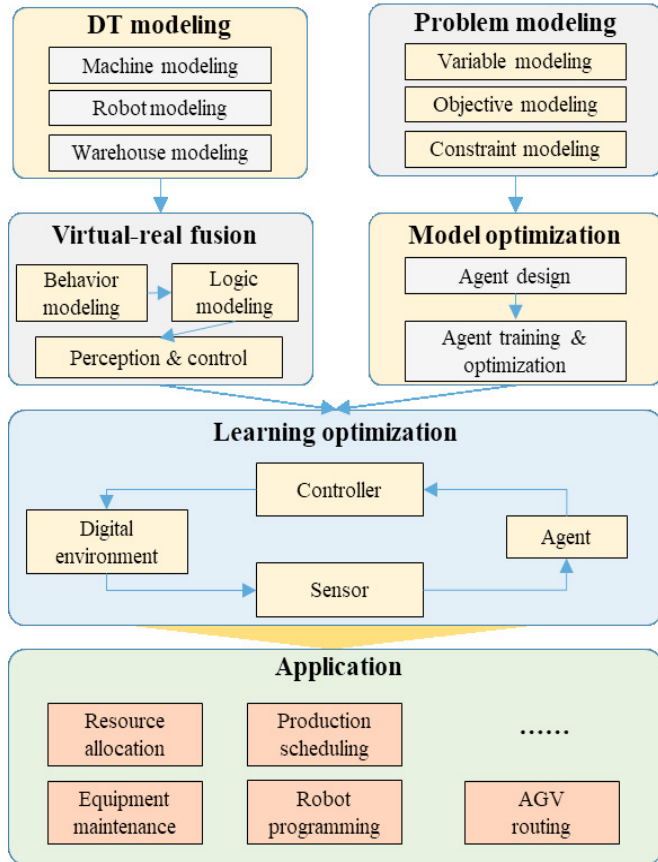 DT modeling
Machine modeling
Robot modeling
Warehouse modeling
Problem modeling
Variable modeling
Objective modeling
Constraint modeling
Virtual-real fusion
Behavior
modeling
Logic
modeling
Perception & control
Model optimization
Agent design
Agent training &
optimization
Learning optimization
Controller
Digital
environment
Agent
Sensor
Application
Resource
allocation
Production
scheduling
......
Equipment
maintenance
Robot
programming
AGV
routing